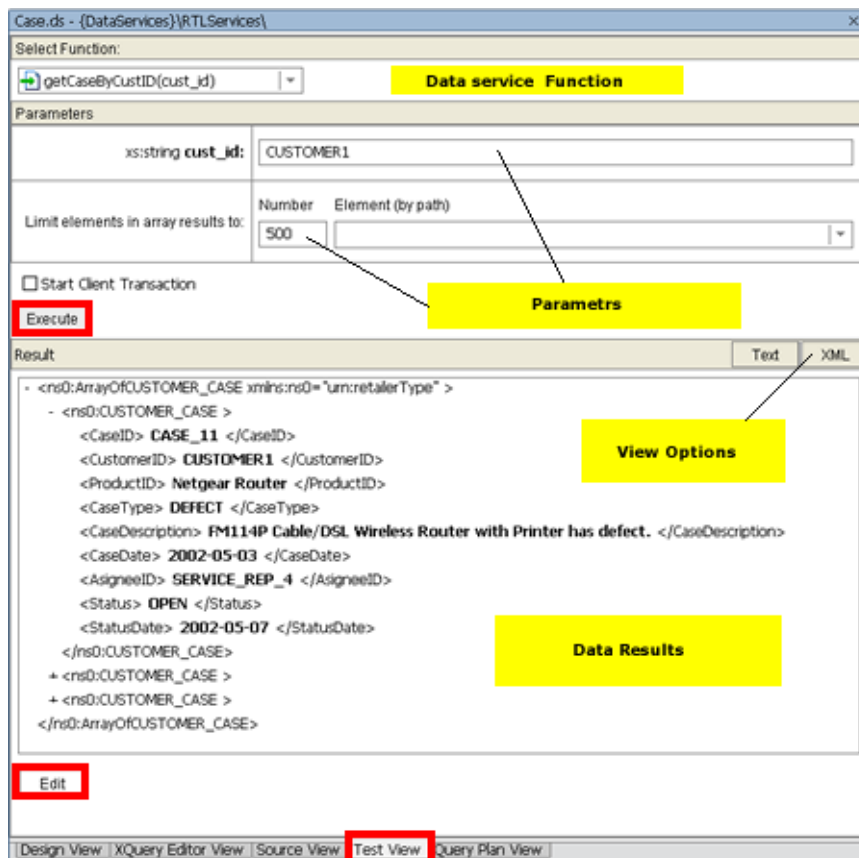 Case.ds - {DataServices}\RTLServices\
Select Function:
getCaseByCustID(cust_id)
Data service Function
Parameters
xs:string cust_id:
CUSTOMER1
Number Element (by path)
Limit elements in array results to:
500
Start Client Transaction
Parametrs
Execute
Result
Text
XML
- <ns0:ArrayOfCUSTOMER_CASE xmlns:ns0="urn:retailerType" >
- <ns0:CUSTOMER_CASE >
<CaseID> CASE_11 </CaseID>
<CustomerID> CUSTOMER1 </CustomerID>
View Options
<ProductID> Netgear Router </ProductID>
<CaseType> DEFECT </CaseType>
<CaseDescription> FM114P Cable/DSL Wireless Router with Printer has defect. </CaseDescription>
<CaseDate> 2002-05-03 </CaseDate>
<AsigneeID> SERVICE_REP_4 </AsigneeID>
<Status> OPEN </Status>
<StatusDate> 2002-05-07 </StatusDate>
Data Results
</ns0:CUSTOMER_CASE>
+ <ns0:CUSTOMER_CASE >
+ <ns0:CUSTOMER_CASE >
</ns0:ArrayOfCUSTOMER_CASE>
Edit
Design View XQuery Editor View Source View Test View Query Plan View